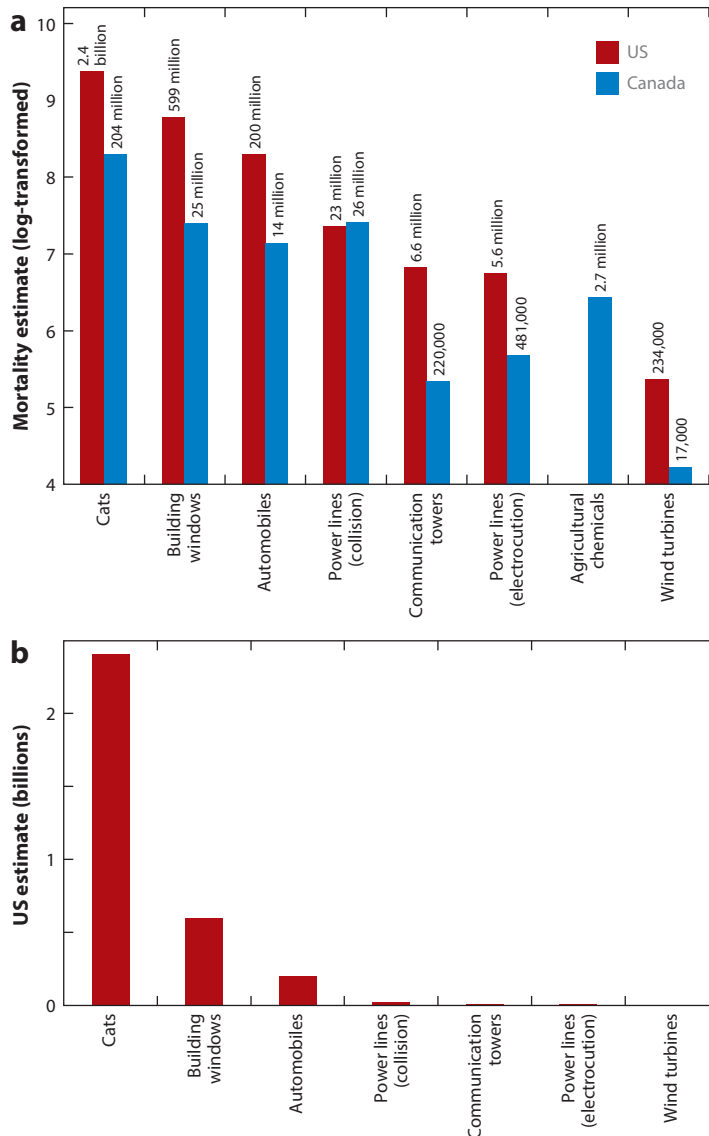 a
10
9
8
7
6
5
4
Mortality estimate (log-transformed)
2.4
billion
204 million
599 million
25 million
200 million
14 million
23 million
26 million
6.6 million
220,000
5.6 million
481,000
2.7 million
234,000
17,000
US
Canada
Cats
Building
windows
Automobiles
Power lines
(collision)
Communication
towers
Power lines
(electrocution)
Agricultural
chemicals
Wind turbines
b
2
1
0
US estimate (billions)
Cats
Building
windows
Automobiles
Power lines
(collision)
Communication
towers
Power lines
(electrocution)
Wind turbines